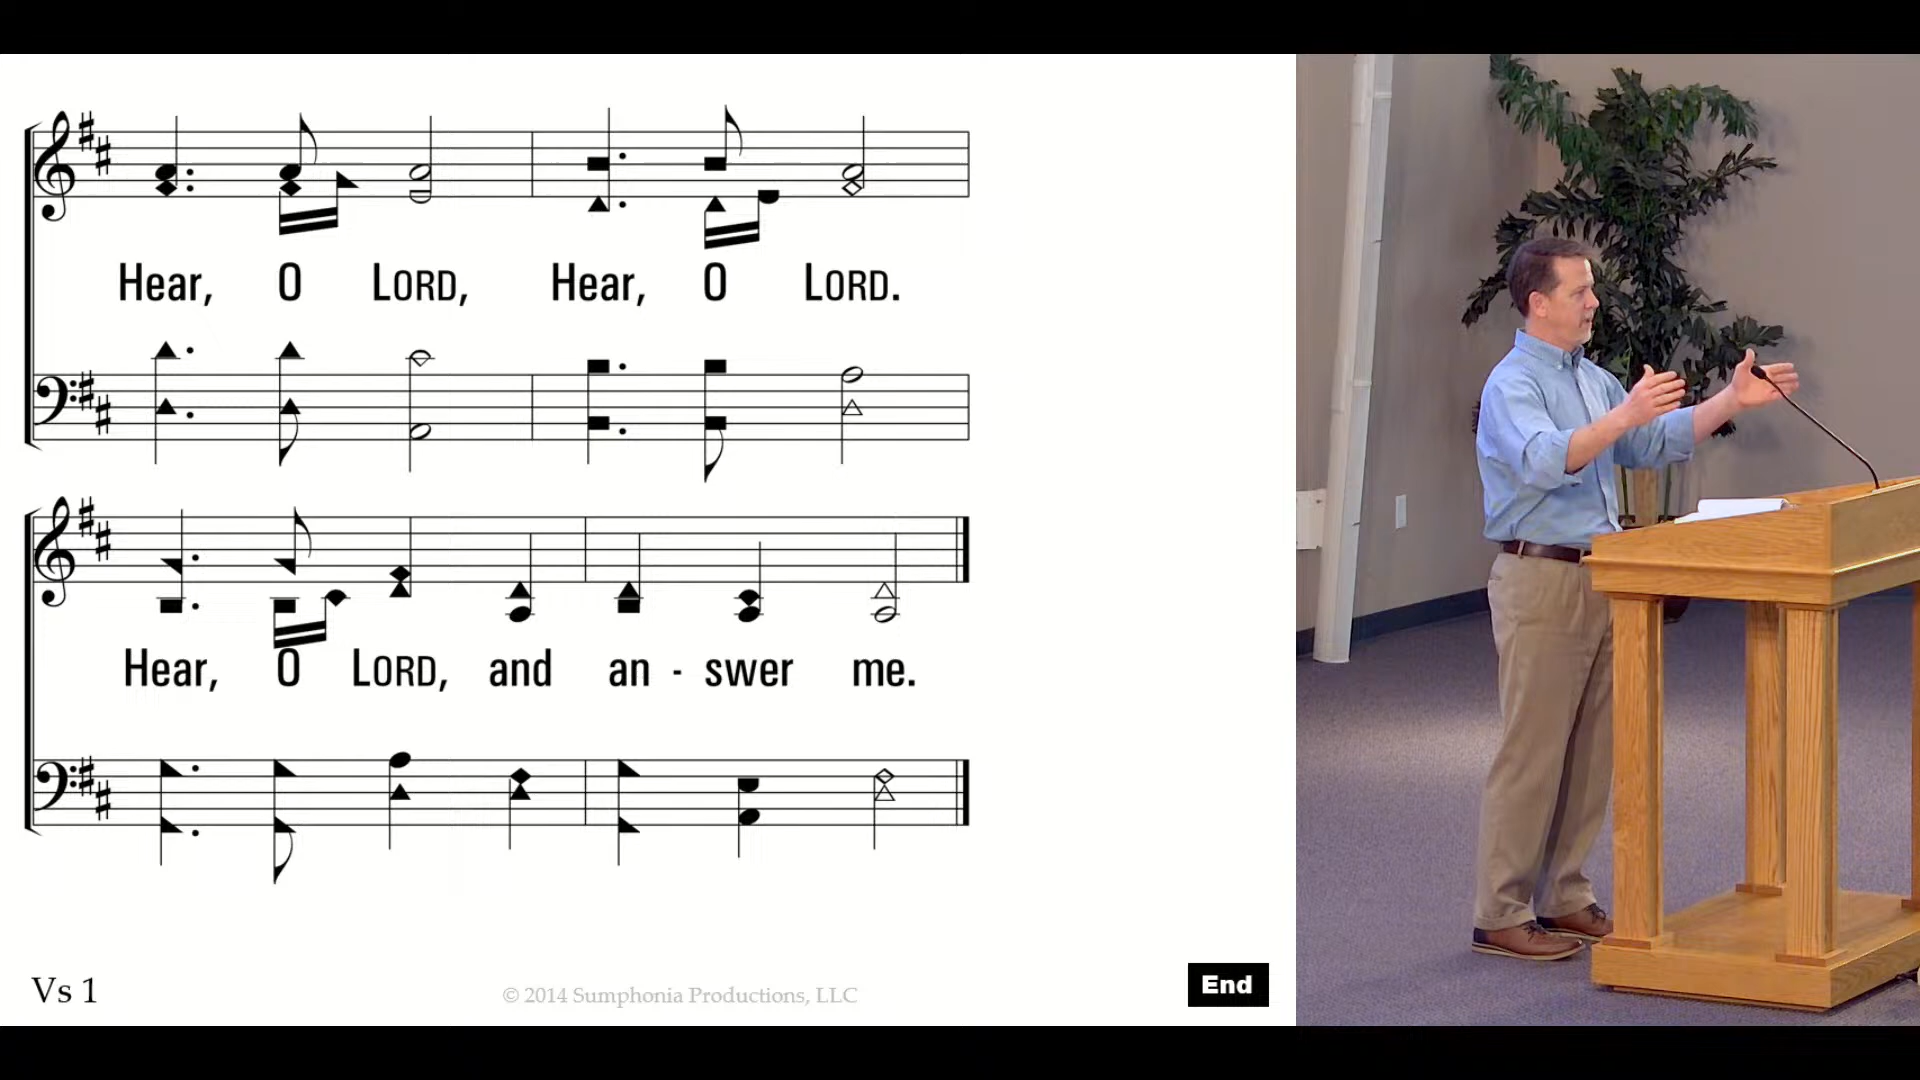 Hear, O LORD, Hear, O LORD.
Hear, O LORD, and an - swer me.
Vs 1
© 2014 Sumphonia Productions, LLC
End